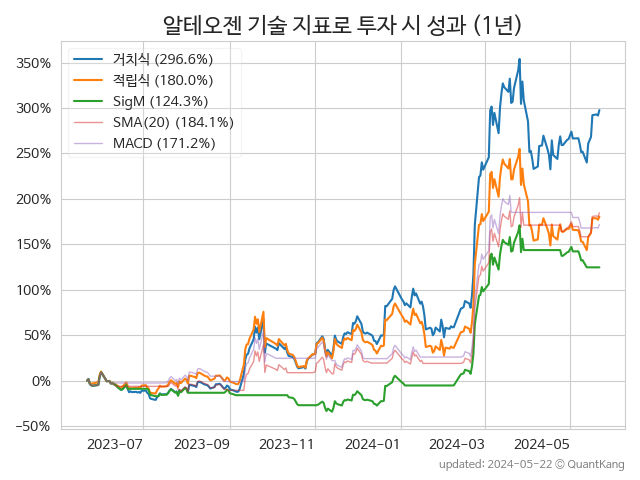 알테오젠 기술 지표로 투자 시 성과 (1년)
350%
300%
250%
200%
150%
100%
50%
0%
−50%
거치식 (296.6%)
적립식 (180.0%)
SigM (124.3%)
SMA(20) (184.1%)
MACD (171.2%)
2023−07
2023−09
2023−11
2024−01
2024−03
2024−05
updated: 2024-05-22 © QuantKang